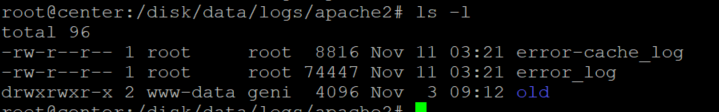 root@center:/disk/data/logs/apache2# ls -l
total 96
-rw-r--r-- 1 root     root  8816 Nov 11 03:21 error-cache_log
-rw-r--r-- 1 root     root 74447 Nov 11 03:21 error_log
drwxrwxr-x 2 www-data geni  4096 Nov  3 09:12 old
root@center:/disk/data/logs/apache2#